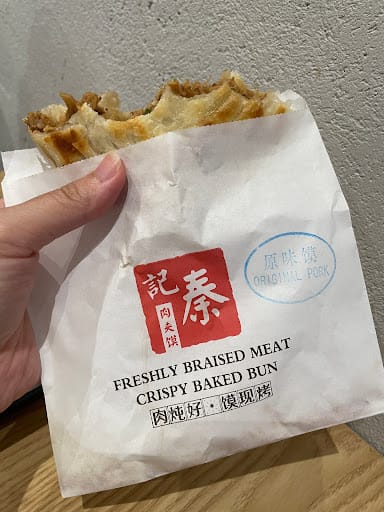 秦
記
肉夹馍
原味馍
ORIGINAL PORK
FRESHLY BRAISED MEAT
CRISPY BAKED BUN
肉炖好·馍现烤